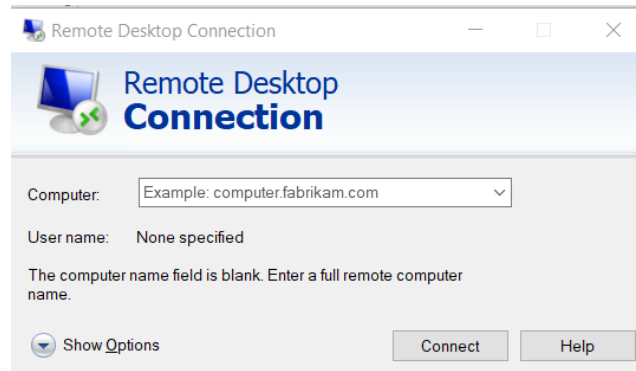 Remote Desktop Connection
Remote Desktop
Connection
Computer: Example: computer.fabrikam.com
User name: None specified
The computer name field is blank. Enter a full remote computer
name.
Show Options Connect Help